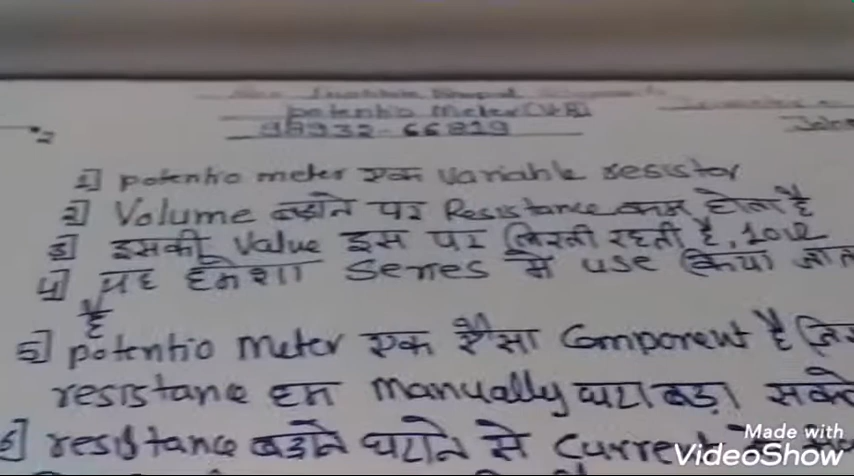 potentio meter (V.R)
98932-66819
1] potentio meter एक variable resistor
2] Volume बढ़ाने पर Resistance कम होता है
3] इसकी Value इस पर लिखी रहती है,
4] यह हमेशा Series में use किया जाता
है
5] potentio meter एक ऐसा Component है
resistance हम manually घटा बढ़ा सकते
6] resistance बढ़ाने घटाने से current
Made with
VideoShow